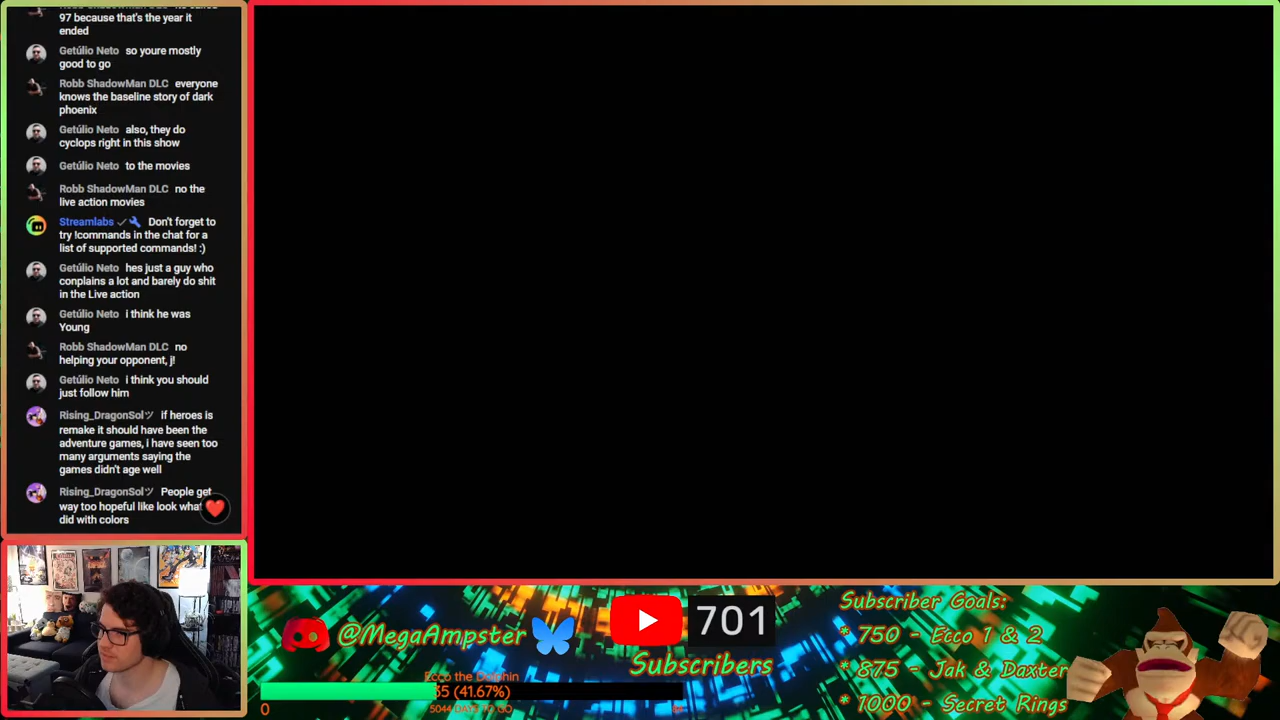 97 because that's the year it
ended
Getúlio Neto so youre mostly
good to go
Robb ShadowMan DLC everyone
knows the baseline story of dark
phoenix
Getúlio Neto also, they do
cyclops right in this show
Getúlio Neto to the movies
Robb ShadowMan DLC no the
live action movies
Streamlabs Don't forget to
try !commands in the chat for a
list of supported commands! :)
Getúlio Neto hes just a guy who
conplains a lot and barely do shit
in the Live action
Getúlio Neto i think he was
Young
Robb ShadowMan DLC no
helping your opponent, j!
Getúlio Neto i think you should
just follow him
Rising_DragonSolツ if heroes is
remake it should have been the
adventure games, i have seen too
many arguments saying the
games didn't age well
Rising_DragonSolツ People get
way too hopeful like look what
did with colors
@MegaAmpster
701
Subscribers
Ecco the Dolphin
35 (41.67%)
0
5044 DAYS TO GO
Subscriber Goals:
* 750 - Ecco 1 & 2
* 875 - Jak & Daxter
* 1000 - Secret Rings